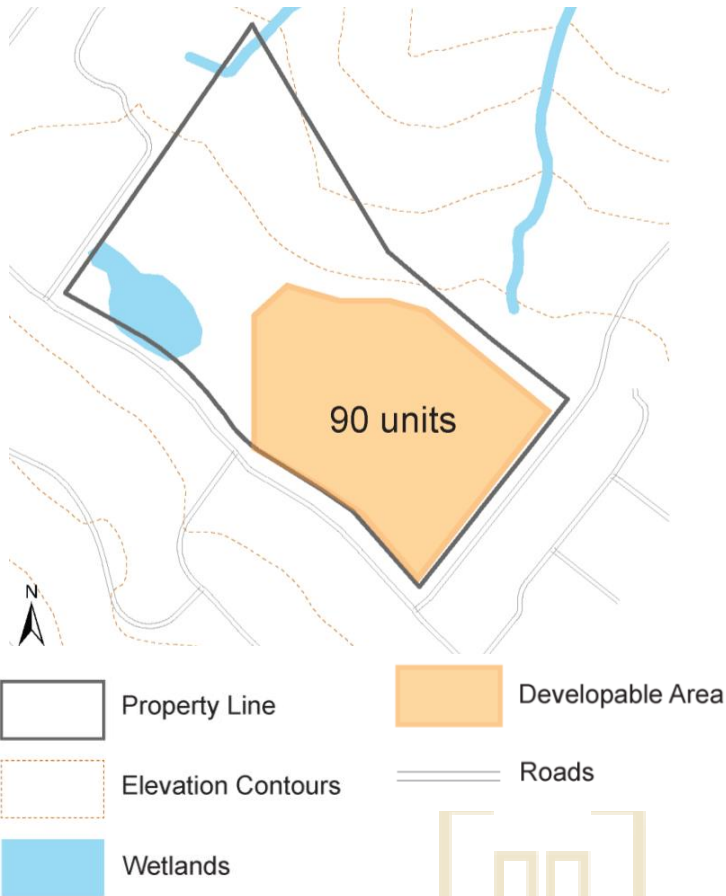 90 units
N
Property Line
Developable Area
Elevation Contours
Roads
Wetlands